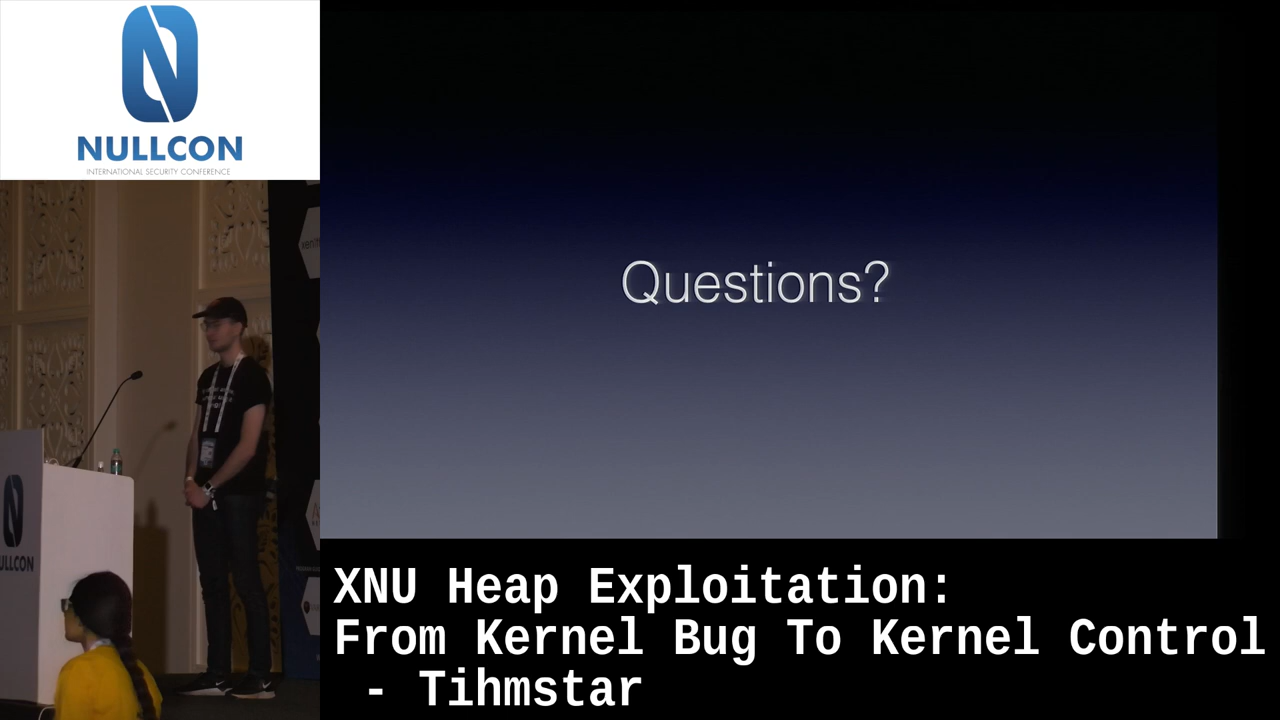 NULLCON
INTERNATIONAL SECURITY CONFERENCE
Questions?
NULLCON
XNU Heap Exploitation:
From Kernel Bug To Kernel Control
- Tihmstar